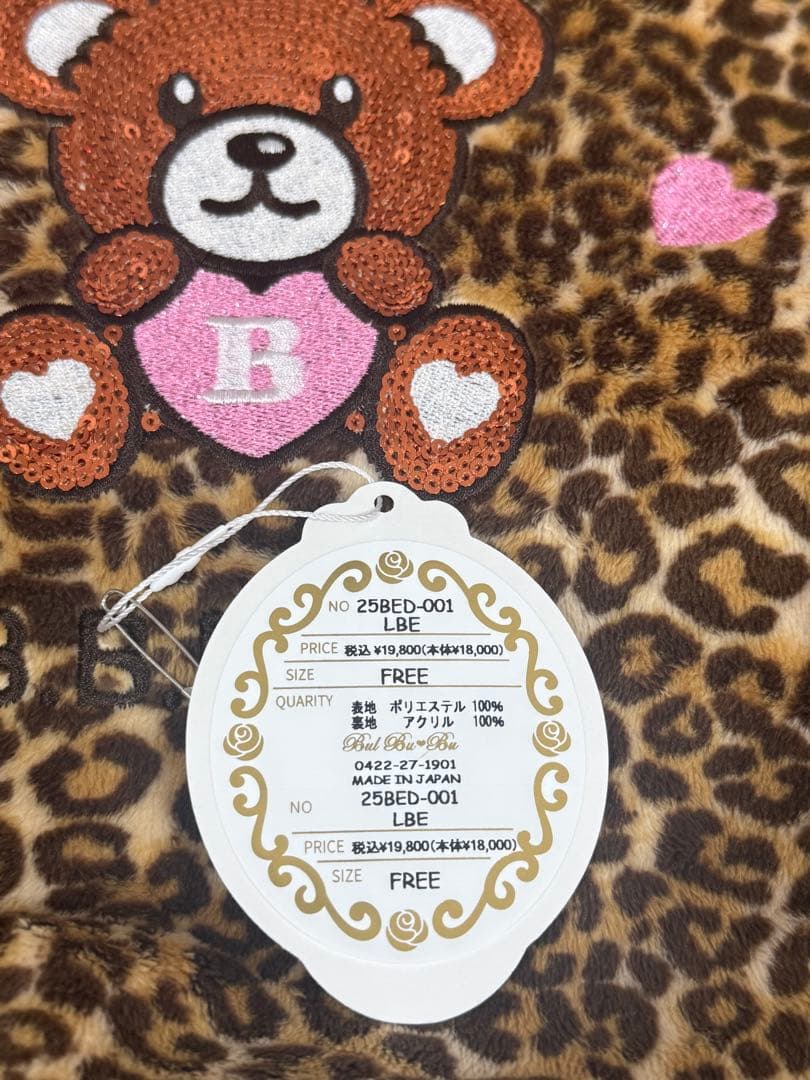 B
B.B.
NO 25BED-001
LBE
PRICE 税込 ¥19,800(本体¥18,000)
SIZE FREE
QUARITY 表地 ポリエステル 100%
裏地 アクリル 100%
Bul Bu❤Bu
0422-27-1901
MADE IN JAPAN
NO 25BED-001
LBE
PRICE 税込¥19,800(本体¥18,000)
SIZE FREE